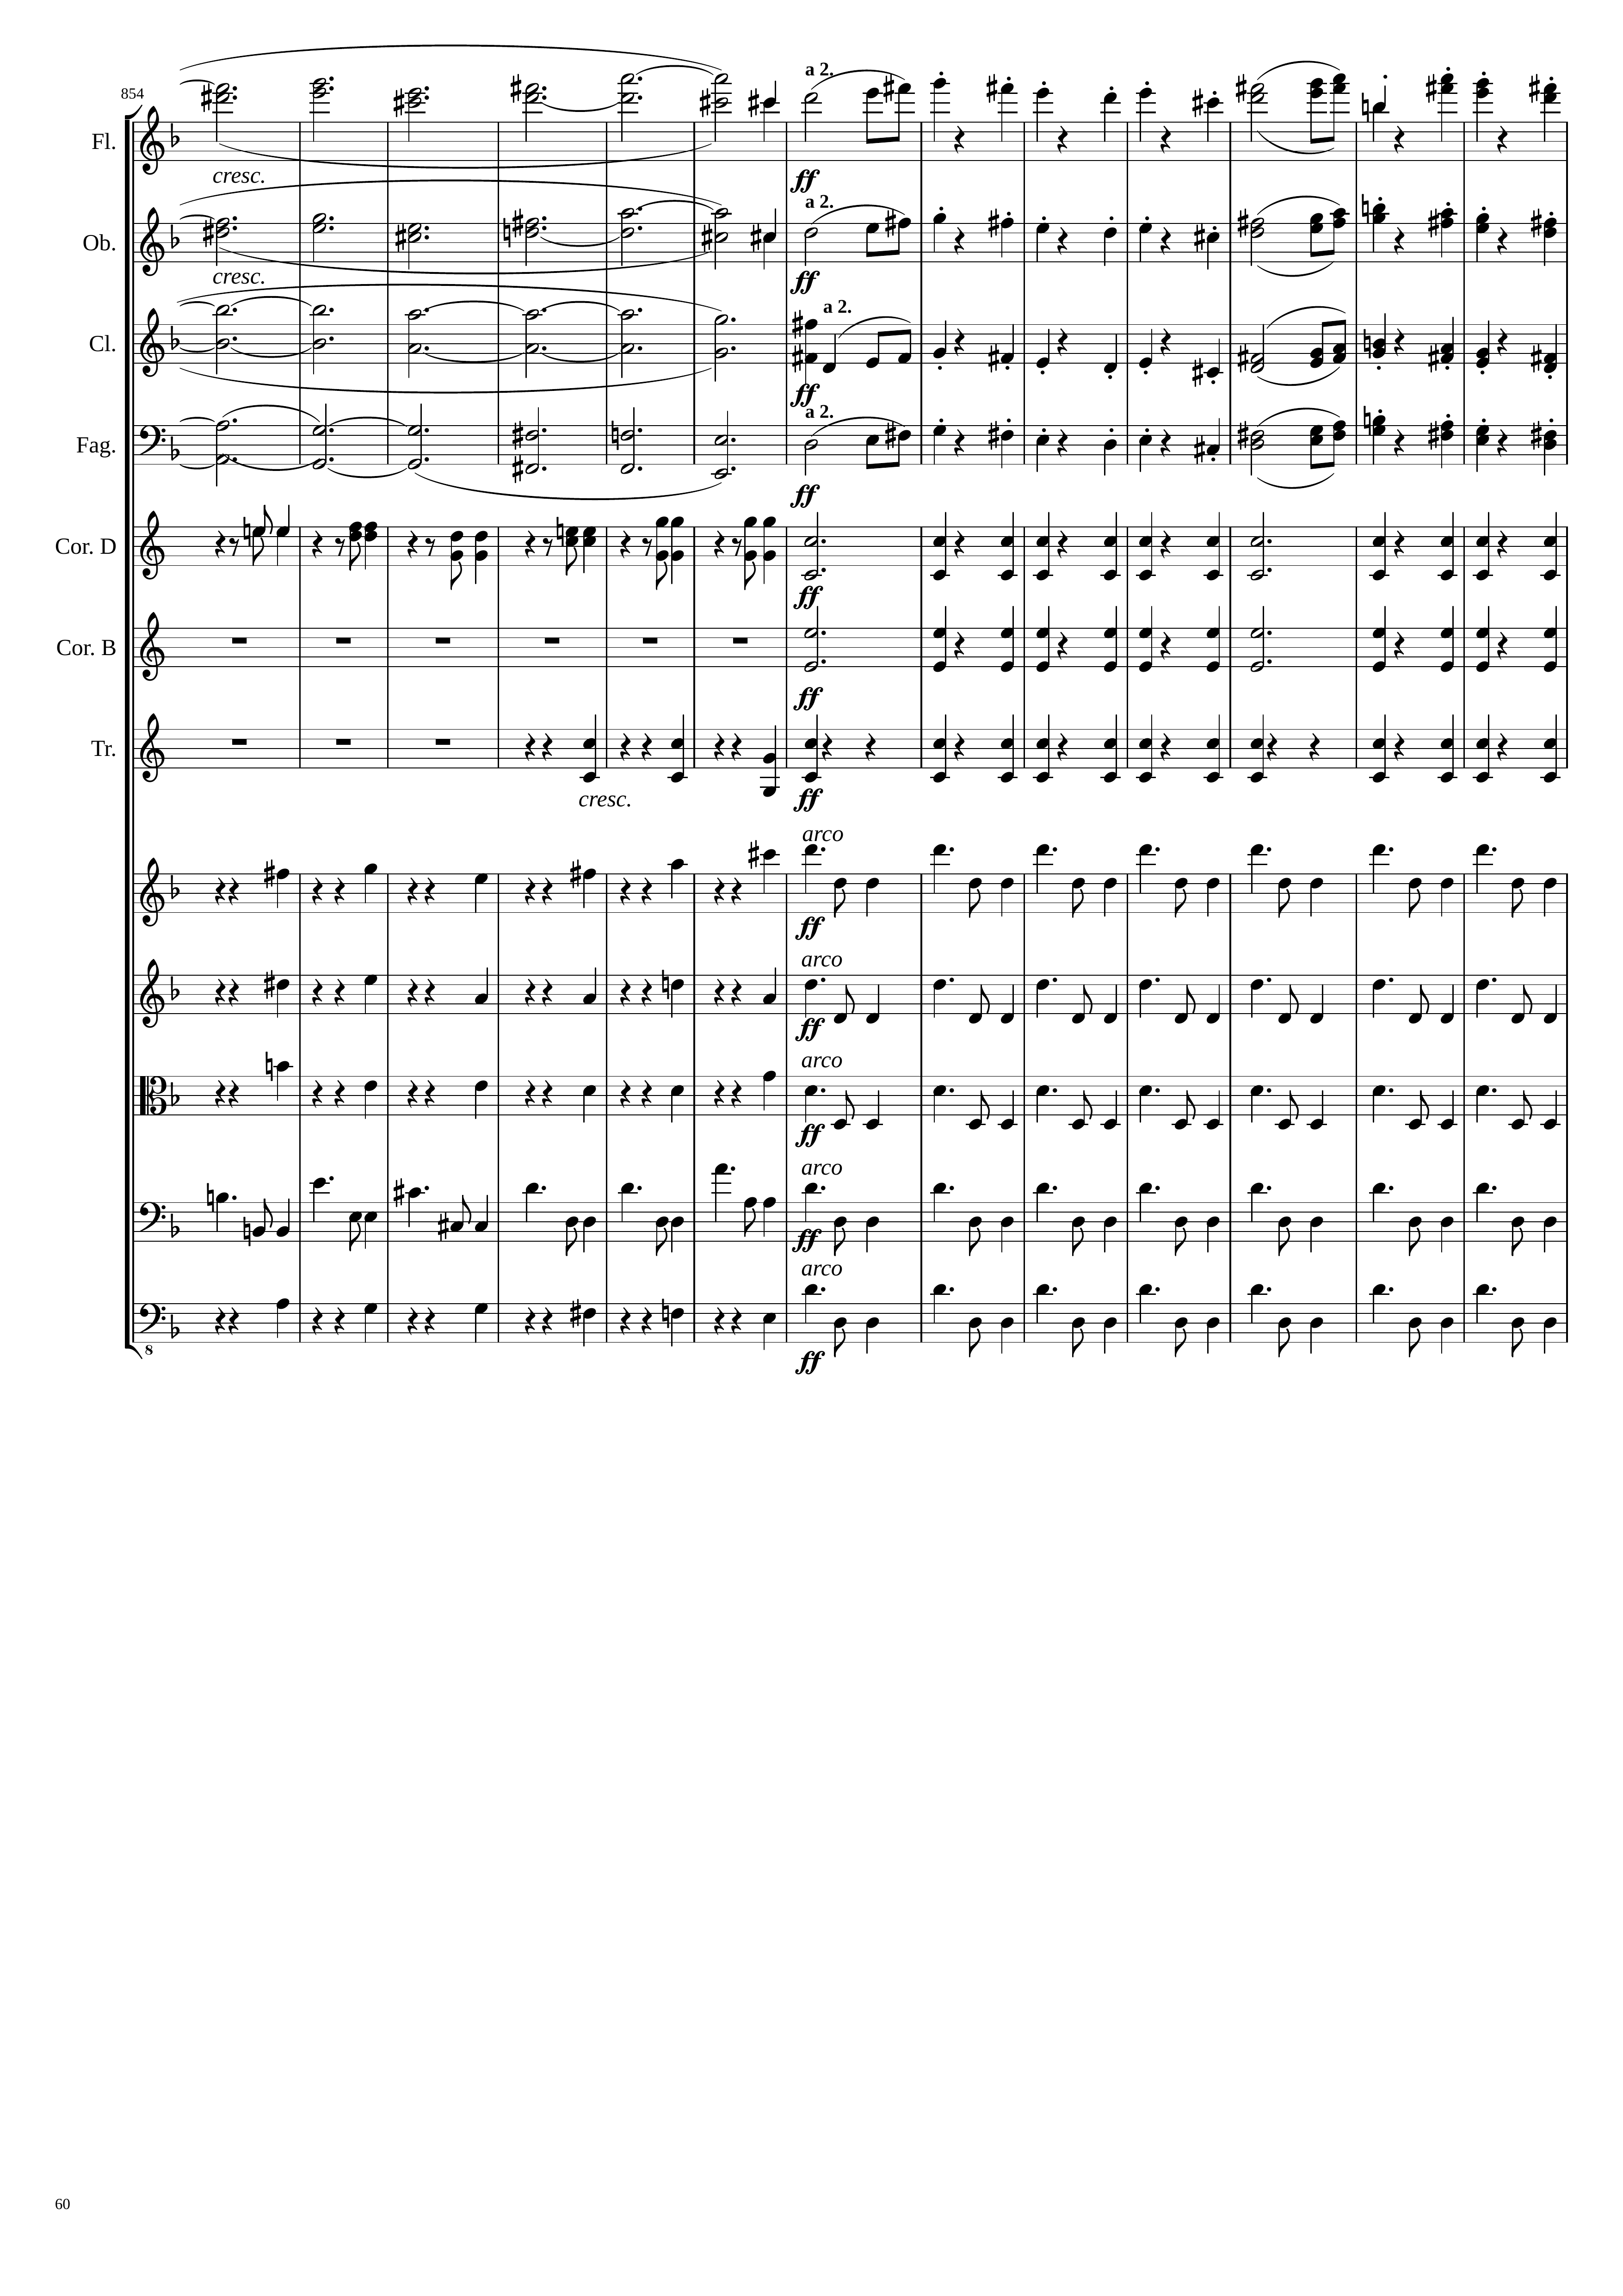 a 2.
854
Fl.
cresc.
ff
a 2.
Ob.
cresc.
ff
a 2.
Cl.
ff
a 2.
Fag.
ff
Cor. D
ff
Cor. B
ff
Tr.
cresc.
ff
arco
ff
arco
ff
arco
ff
arco
ff
arco
8
ff
60